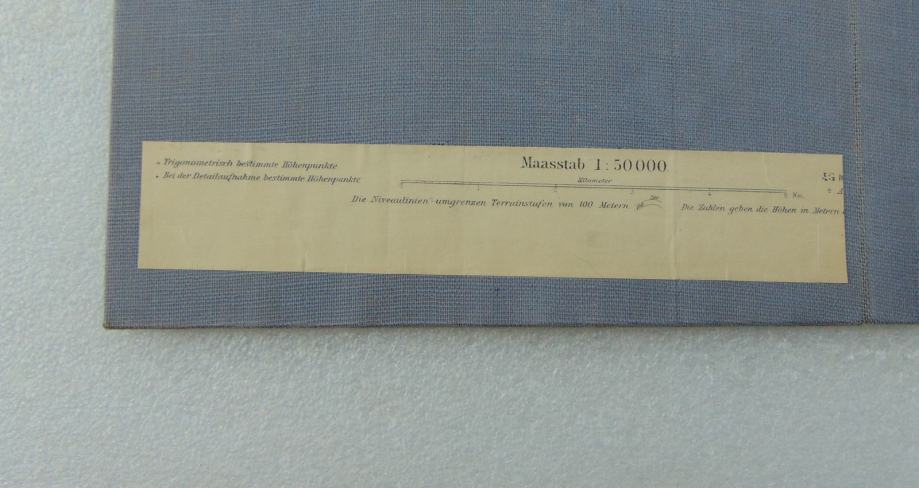 Maasstab 1:50000
Trigonometrisch bestimmte Höhenpunkte
Kilometer
Bei der Detailaufnahme bestimmte Höhenpunkte
Km.
Die Niveaulinien umgrenzen Terrainstufen von 100 Metern
Die Zahlen geben die Höhen in Metern